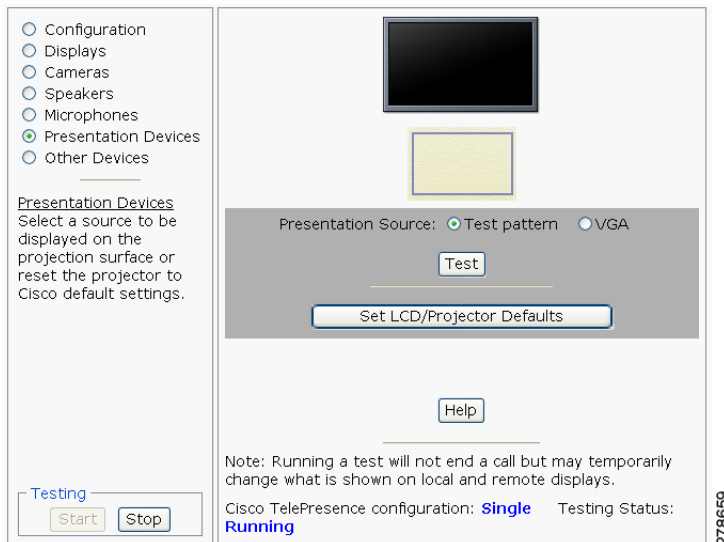 Configuration
Displays
Cameras
Speakers
Microphones
Presentation Devices
Other Devices
Presentation Devices
Select a source to be
displayed on the
projection surface or
reset the projector to
Cisco default settings.
Testing
Start Stop
Presentation Source: Test pattern VGA
Test
Set LCD/Projector Defaults
Help
Note: Running a test will not end a call but may temporarily
change what is shown on local and remote displays.
Cisco TelePresence configuration: Single Testing Status:
Running
278659